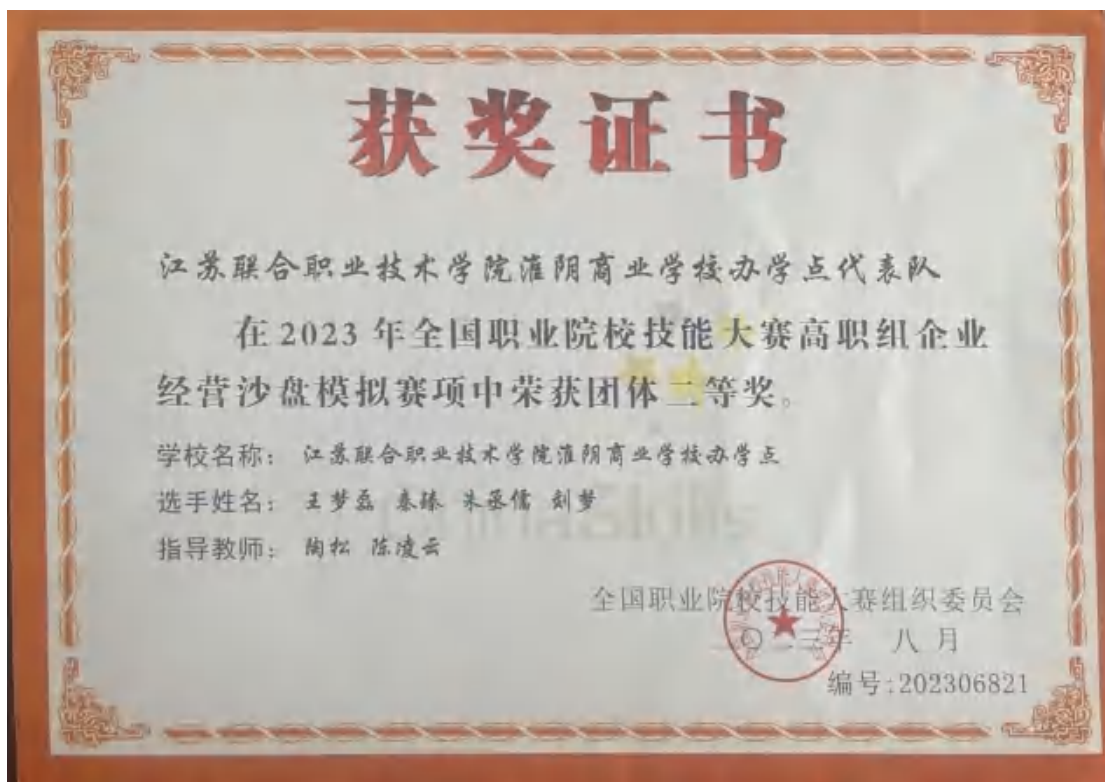 获奖证书
江苏联合职业技术学院淮阴商业学校办学点代表队
在2023年全国职业院校技能大赛高职组企业
经营沙盘模拟赛项中荣获团体二等奖。
学校名称：江苏联合职业技术学院淮阴商业学校办学点
选手姓名：王梦磊 秦臻 朱丞儒 刘梦
指导教师：陶松 陈凌云
全国职业院校技能大赛组织委员会
二〇二三年 八月
编号:202306821